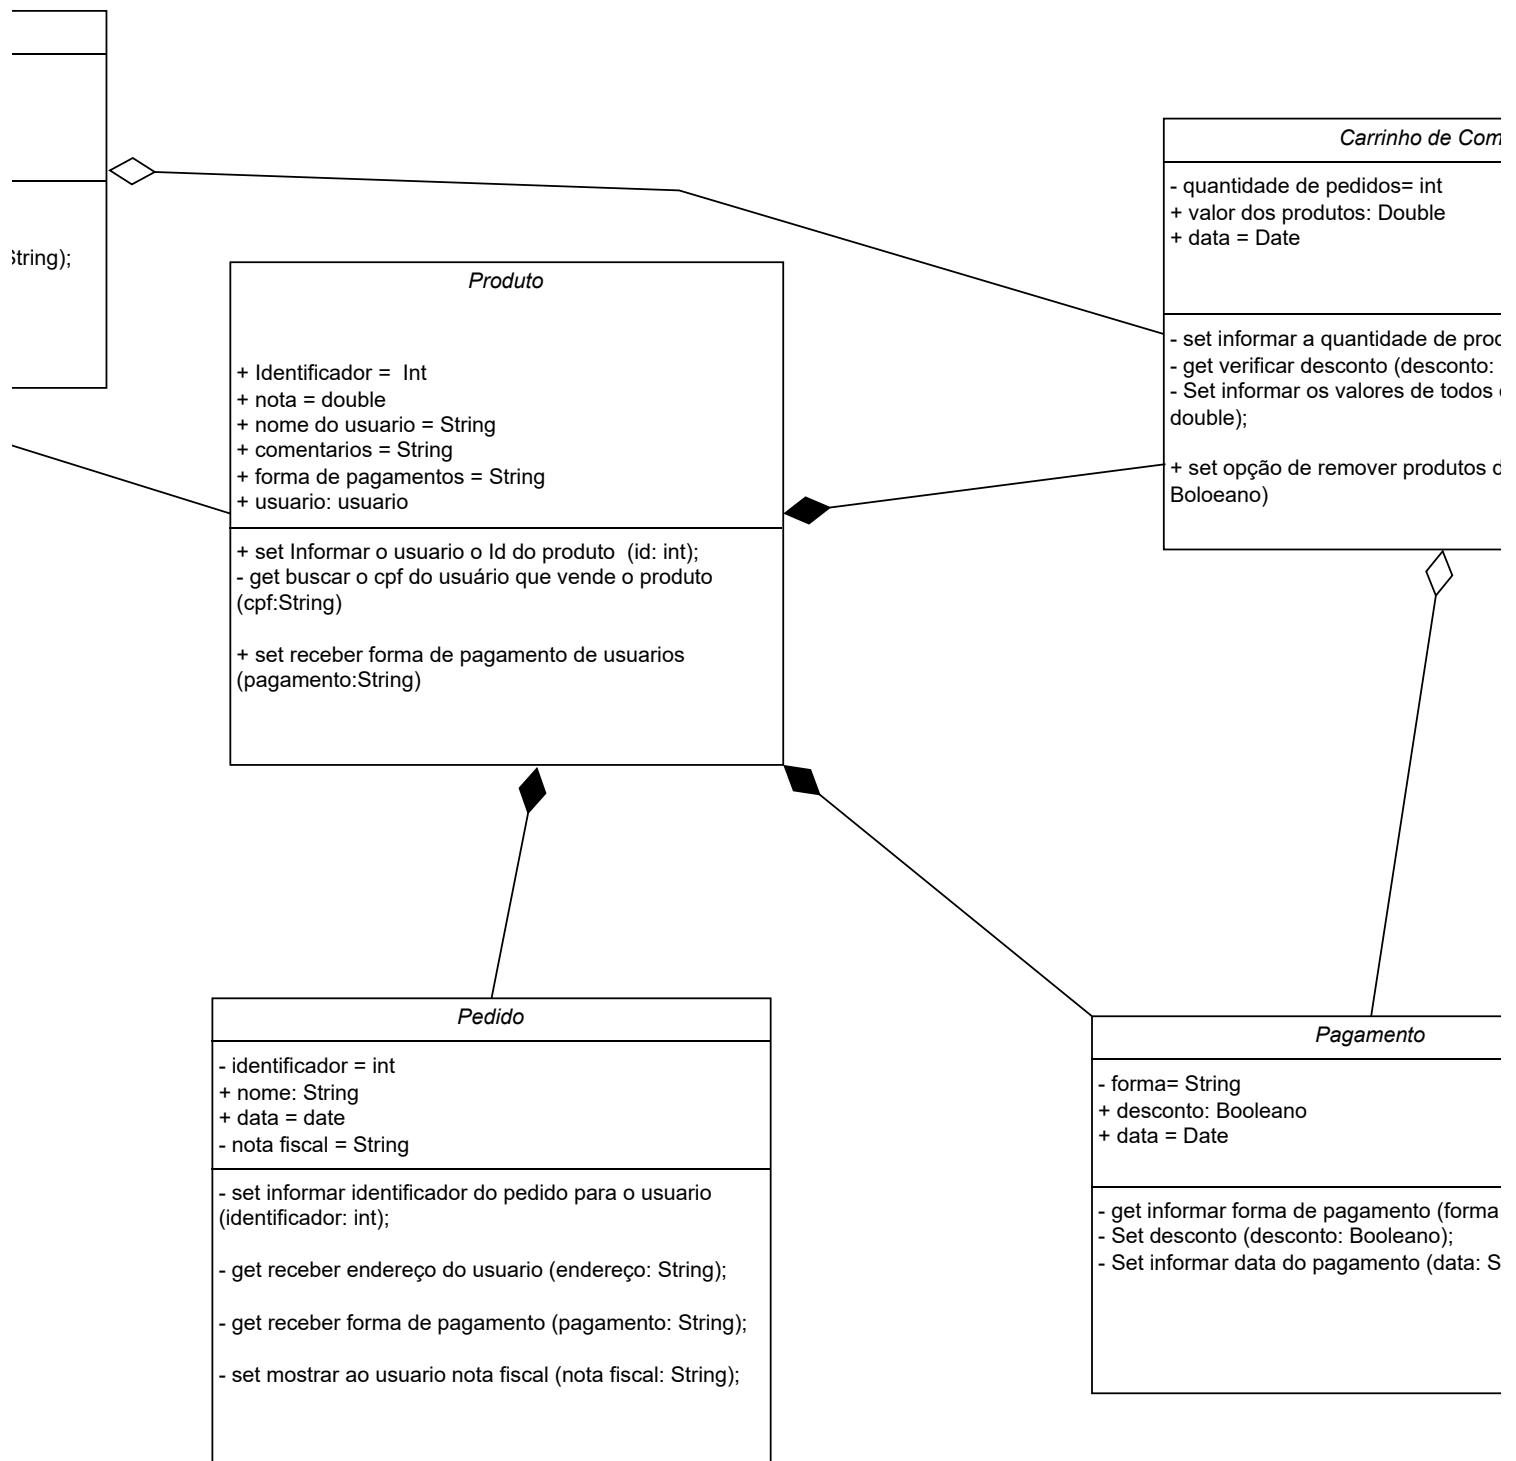 String);
Produto
+ Identificador =  Int
+ nota = double
+ nome do usuario = String
+ comentarios = String
+ forma de pagamentos = String
+ usuario: usuario
+ set Informar o usuario o Id do produto  (id: int);
- get buscar o cpf do usuário que vende o produto
(cpf:String)
+ set receber forma de pagamento de usuarios
(pagamento:String)
Carrinho de Com
- quantidade de pedidos= int
+ valor dos produtos: Double
+ data = Date
- set informar a quantidade de
- get verificar desconto (desconto:
- Set informar os valores de todos
double);
+ set opção de remover produtos
Boloeano)
Pedido
- identificador = int
+ nome: String
+ data = date
- nota fiscal = String
- set informar identificador do pedido para o usuario
(identificador: int);
- get receber endereço do usuario (endereço: String);
- get receber forma de pagamento (pagamento: String);
- set mostrar ao usuario nota fiscal (nota fiscal: String);
Pagamento
- forma= String
+ desconto: Booleano
+ data = Date
- get informar forma de pagamento (forma
- Set desconto (desconto: Booleano);
- Set informar data do pagamento (data: S